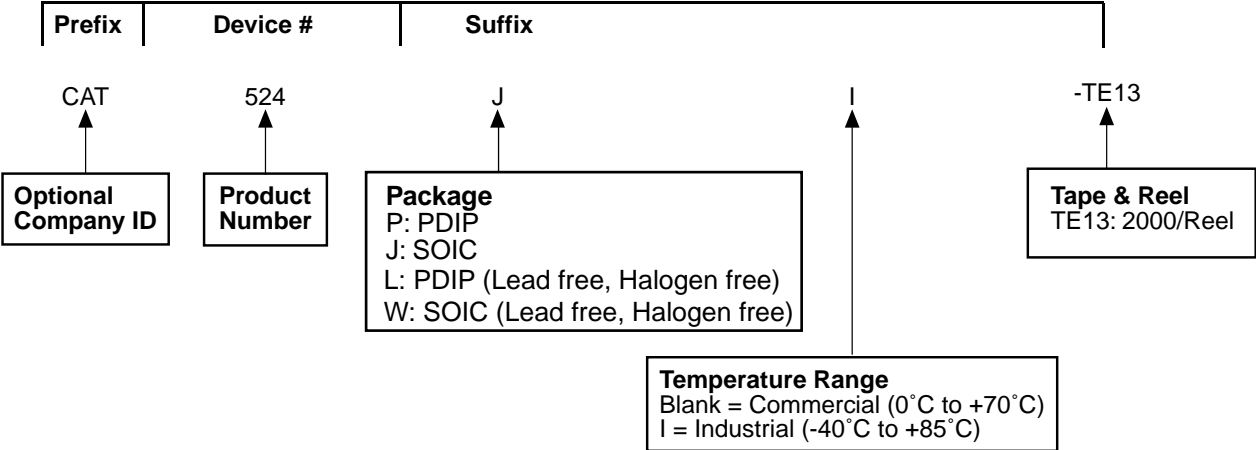 Prefix Device # Suffix
CAT 524 J I -TE13
Optional
Company ID
Product
Number
Package
P: PDIP
J: SOIC
L: PDIP (Lead free, Halogen free)
W: SOIC (Lead free, Halogen free)
Tape & Reel
TE13: 2000/Reel
Temperature Range
Blank = Commercial (0˚C to +70˚C)
I = Industrial (-40˚C to +85˚C)